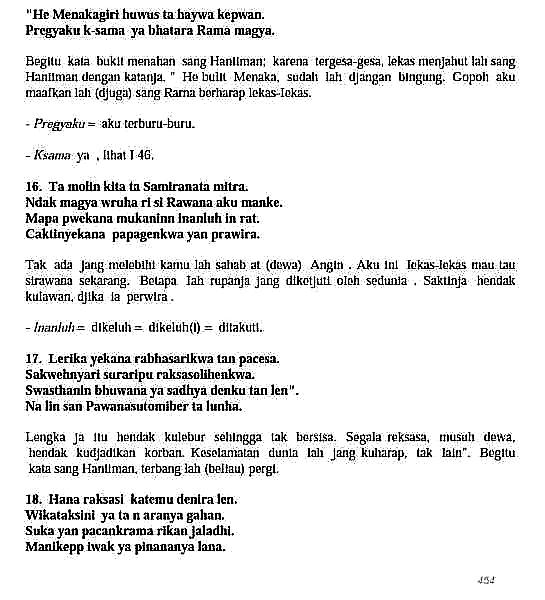 "He Menakagiri huwus ta haywa kepwan.
Pregyaku k-sama ya bhatara Rama magya.
Begitu kata bukit menahan sang Hanilman; karena tergesa-gesa, lekas menjahut lah sang
Hanilman dengan katanja. " He bulit Menaka, sudah lah djangan bingung. Gopoh aku
maafkan lah (djuga) sang Rama berharap lekas-lekas.
- Pregyaku = aku terburu-buru.
- Ksama ya , lihat I 46.
16. Ta molin kita ta Samiranata mitra.
Ndak magya wruha ri si Rawana aku manke.
Mapa pwekana mukaninn inanluh in rat.
Caktinyekana papagenkwa yan prawira.
Tak ada jang melebihi kamu lah sahab at (dewa) Angin . Aku ini lekas-lekas mau tau
sirawana sekarang. Betapa lah rupanja jang diketjuti oleh sedunia . Saktinja hendak
kulawan, djika ia perwira .
- Inanluh = dikeluh = dikeluh(i) = ditakuti.
17. Lerika yekana rabhasarikwa tan pacesa.
Sakwehnyari suraripu raksasolihenkwa.
Swasthanin bhuwana ya sadhya denku tan len".
Na lin san Pawanasutomiber ta lunha.
Lengka ja itu hendak kulebur sehingga tak bersisa. Segala reksasa, musuh dewa,
hendak kudjadikan korban. Keselamatan dunia lah jang kuharap, tak lain". Begitu
kata sang Hanilman, terbang lah (beliau) pergi.
18. Hana raksasi katemu denira len.
Wikataksini ya ta n aranya gahan.
Suka yan pacankrama rikan jaladhi.
Manikepp iwak ya pinananya lana.
454